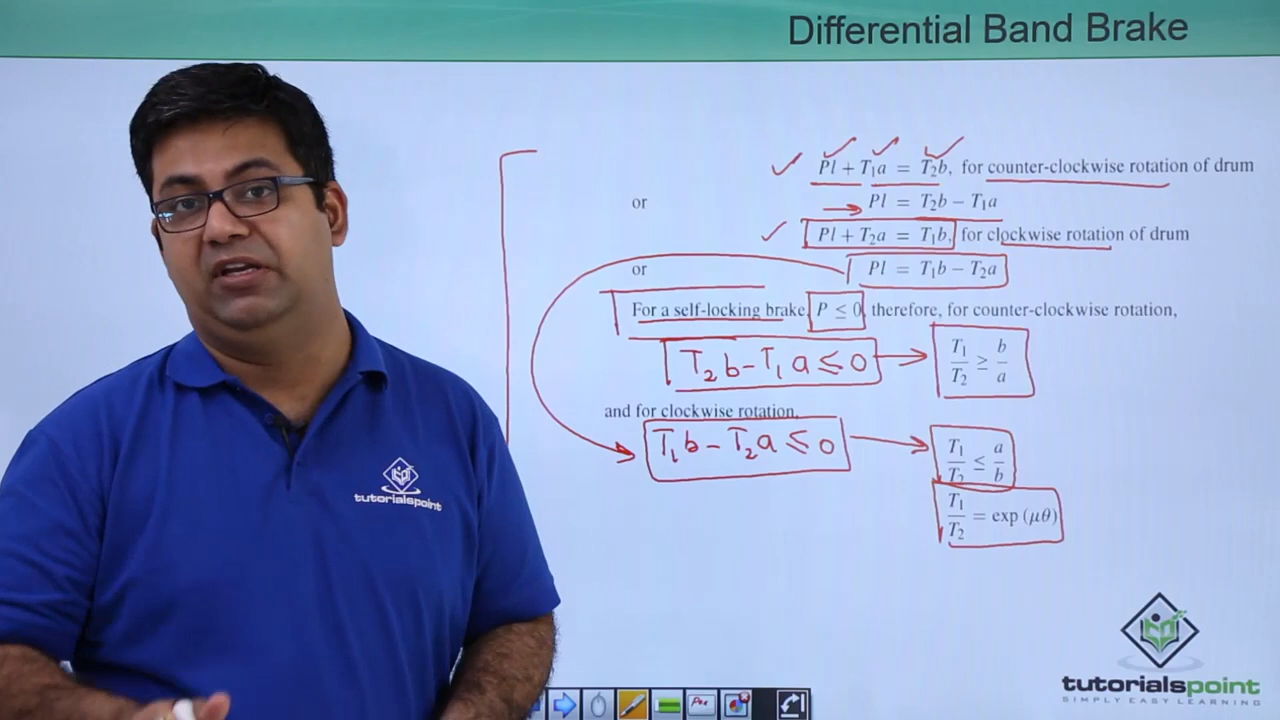 Differential Band Brake
Pl + T₁a = T₂b, for counter-clockwise rotation of drum
or Pl = T₂b − T₁a
Pl + T₂a = T₁b, for clockwise rotation of drum
or Pl = T₁b − T₂a
For a self-locking brake P ≤ 0, therefore, for counter-clockwise rotation,
T₂b − T₁a ≤ 0 → T₁/T₂ ≥ b/a
and for clockwise rotation,
T₁b − T₂a ≤ 0 → T₁/T₂ ≤ a/b
T₁/T₂ = exp (μθ)
tutorialspoint
tutorialspoint
SIMPLY EASY LEARNING